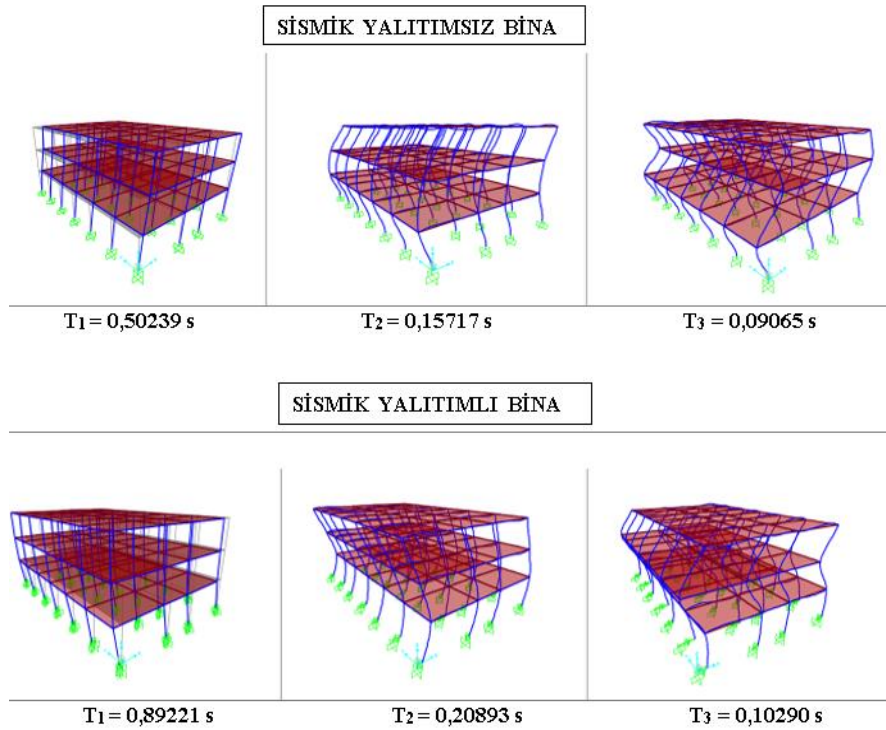 SİSMİK YALITIMSIZ BİNA
T1 = 0,50239 s
T2 = 0,15717 s
T3 = 0,09065 s
SİSMİK YALITIMLI BİNA
T1 = 0,89221 s
T2 = 0,20893 s
T3 = 0,10290 s